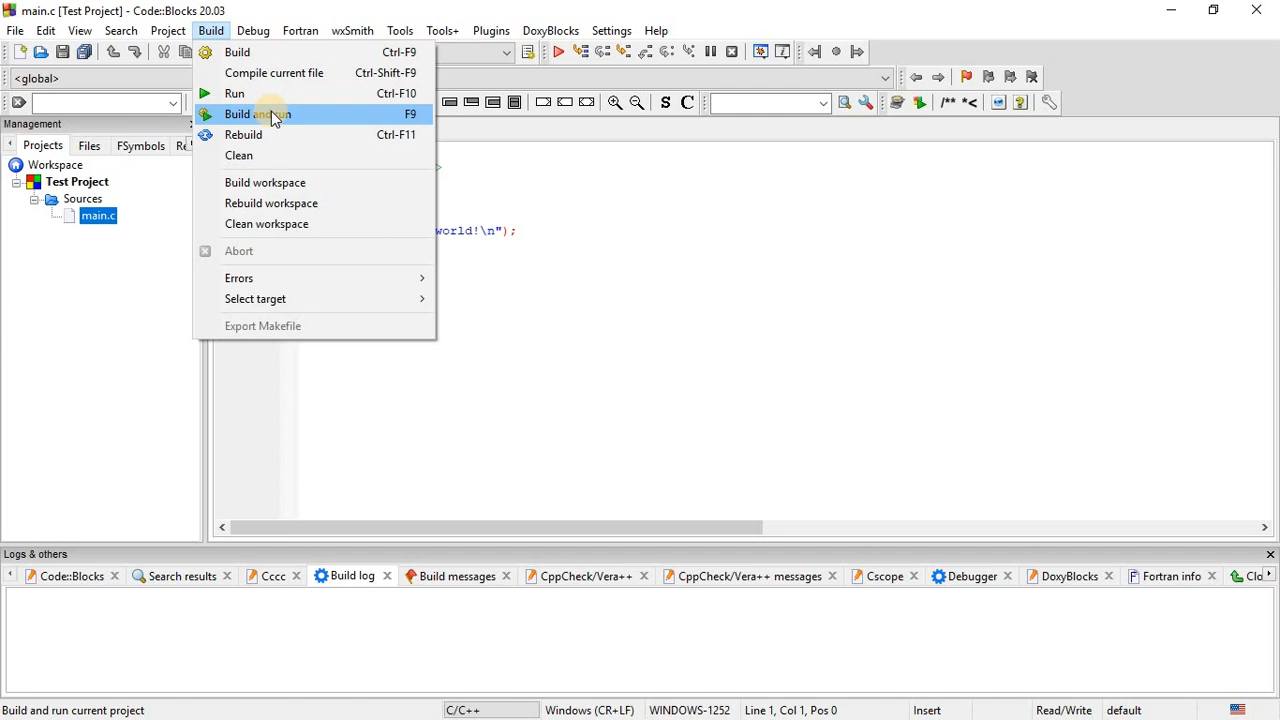 main.c [Test Project] - Code::Blocks 20.03
File Edit View Search Project Build Debug Fortran wxSmith Tools Tools+ Plugins DoxyBlocks Settings Help
Build Ctrl-F9
Compile current file Ctrl-Shift-F9
<global>
Run Ctrl-F10
S C /** *<
Build and run F9
Management
Rebuild Ctrl-F11
Projects Files FSymbols Re
Clean
Workspace
>
Test Project
Build workspace
Sources
Rebuild workspace
main.c
Clean workspace
world!\n");
Abort
Errors
Select target
Export Makefile
Logs & others
Code::Blocks Search results Cccc Build log Build messages CppCheck/Vera++ CppCheck/Vera++ messages Cscope Debugger DoxyBlocks Fortran info Clo
Build and run current project C/C++ Windows (CR+LF) WINDOWS-1252 Line 1, Col 1, Pos 0 Insert Read/Write default